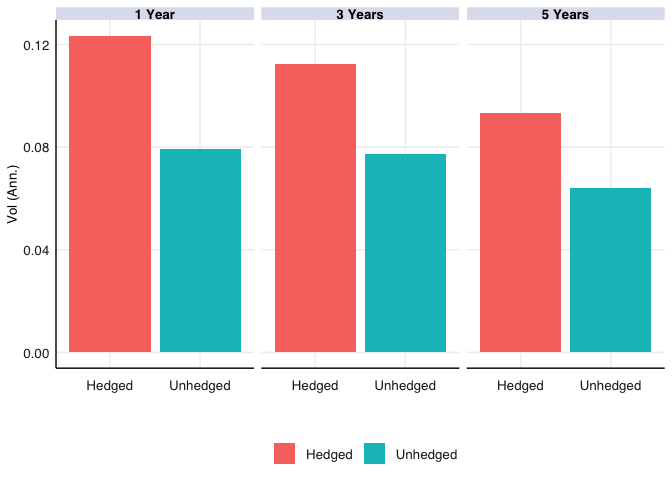 1 Year 3 Years 5 Years
Vol (Ann.)
0.12
0.08
0.04
0.00
Hedged Unhedged Hedged Unhedged Hedged Unhedged
Hedged Unhedged